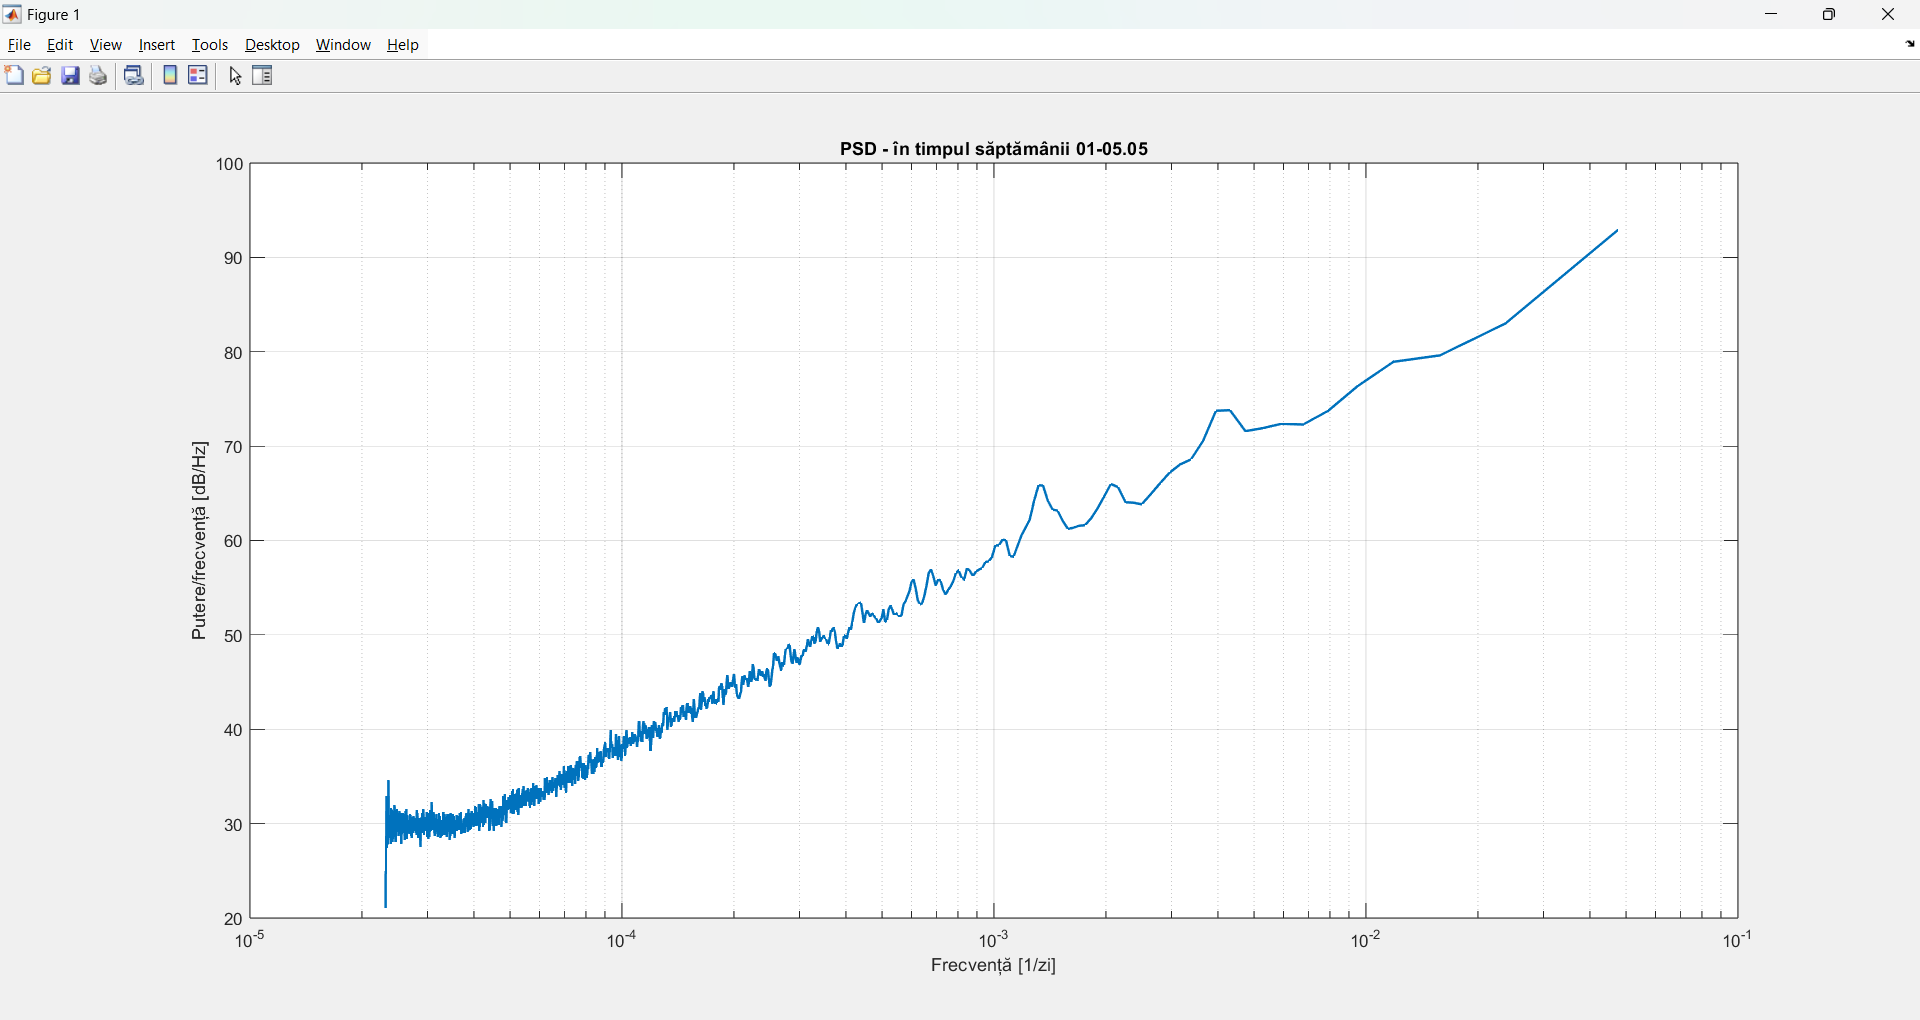 Figure 1
File Edit View Insert Tools Desktop Window Help
PSD - în timpul săptămânii 01-05.05
100
90
80
70
60
50
40
30
20
Putere/frecvență [dB/Hz]
10-5 10-4 10-3 10-2 10-1
Frecvență [1/zi]